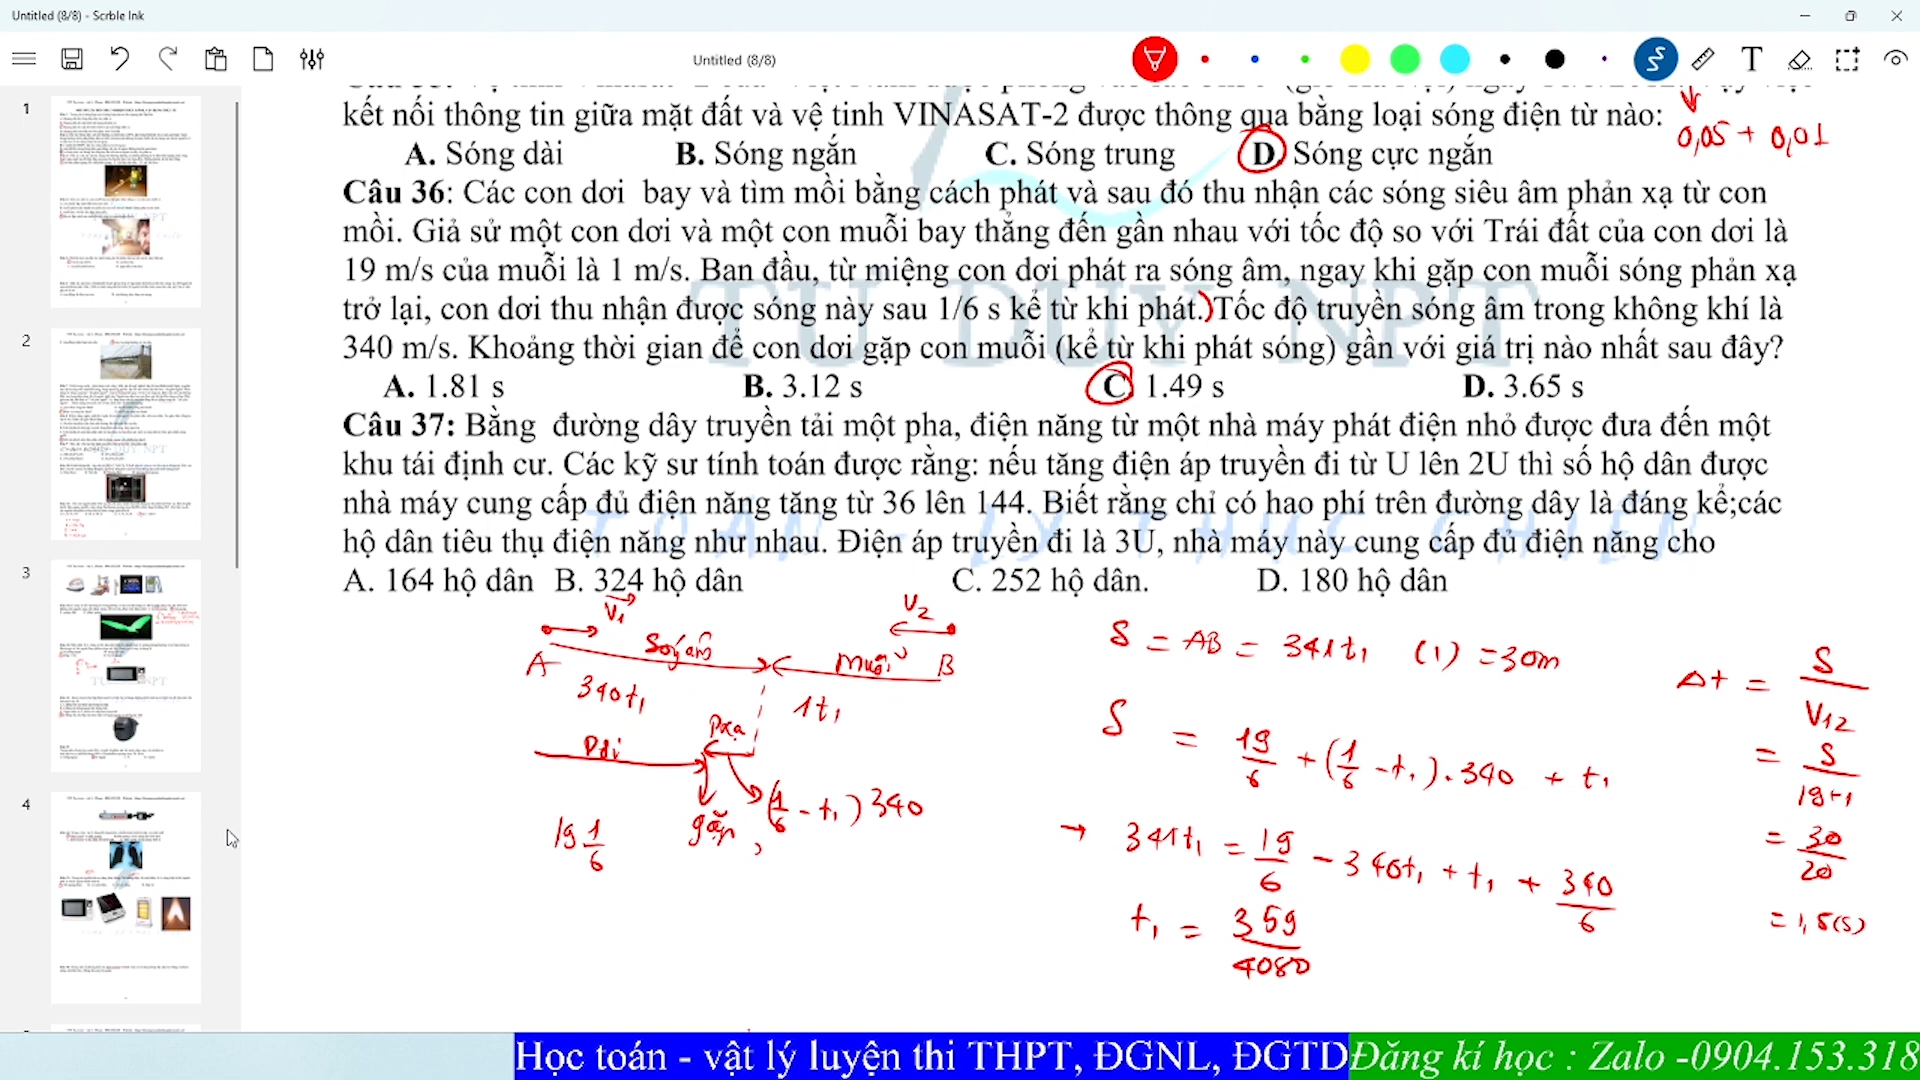 Untitled (8/8) - Scrble Ink
Untitled (8/8)
kết nối thông tin giữa mặt đất và vệ tinh VINASAT-2 được thông qua bằng loại sóng điện từ nào:
0,05 + 0,01
A. Sóng dài B. Sóng ngắn C. Sóng trung D. Sóng cực ngắn
Câu 36: Các con dơi bay và tìm mồi bằng cách phát và sau đó thu nhận các sóng siêu âm phản xạ từ con
mồi. Giả sử một con dơi và một con muỗi bay thẳng đến gần nhau với tốc độ so với Trái đất của con dơi là
19 m/s của muỗi là 1 m/s. Ban đầu, từ miệng con dơi phát ra sóng âm, ngay khi gặp con muỗi sóng phản xạ
trở lại, con dơi thu nhận được sóng này sau 1/6 s kể từ khi phát. Tốc độ truyền sóng âm trong không khí là
340 m/s. Khoảng thời gian để con dơi gặp con muỗi (kể từ khi phát sóng) gần với giá trị nào nhất sau đây?
A. 1.81 s B. 3.12 s C 1.49 s D. 3.65 s
Câu 37: Bằng đường dây truyền tải một pha, điện năng từ một nhà máy phát điện nhỏ được đưa đến một
khu tái định cư. Các kỹ sư tính toán được rằng: nếu tăng điện áp truyền đi từ U lên 2U thì số hộ dân được
nhà máy cung cấp đủ điện năng tăng từ 36 lên 144. Biết rằng chỉ có hao phí trên đường dây là đáng kể;các
hộ dân tiêu thụ điện năng như nhau. Điện áp truyền đi là 3U, nhà máy này cung cấp đủ điện năng cho
A. 164 hộ dân B. 324 hộ dân C. 252 hộ dân. D. 180 hộ dân
TƯ DUY NPT
V1 V2
A Sóng âm muỗi B
340t1 1t1
Pxạ
Dơi
gặp
(1/6 - t1) 340
19 1/6
S = AB = 341t1 (1) = 30m
S = 19/6 + (1/6 - t1).340 + t1
→ 341t1 = 19/6 - 340t1 + t1 + 340/6
t1 = 359/4080
Δt = S/V12
= S/19+1
= 30/20
= 1,5(s)
1
2
3
4
Học toán - vật lý luyện thi THPT, ĐGNL, ĐGTD
Đăng kí học : Zalo -0904.153.318